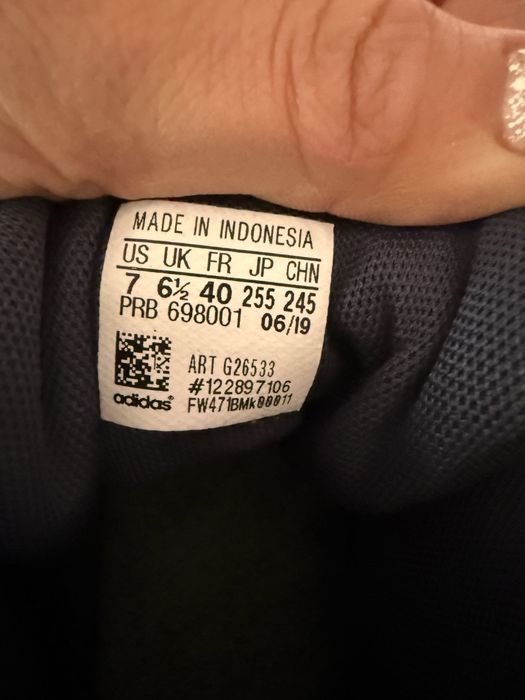 MADE IN INDONESIA
US UK FR JP CHN
7 6½ 40 255 245
PRB 698001 06/19
ART G26533
#122897106
adidas® FW471BMk00011